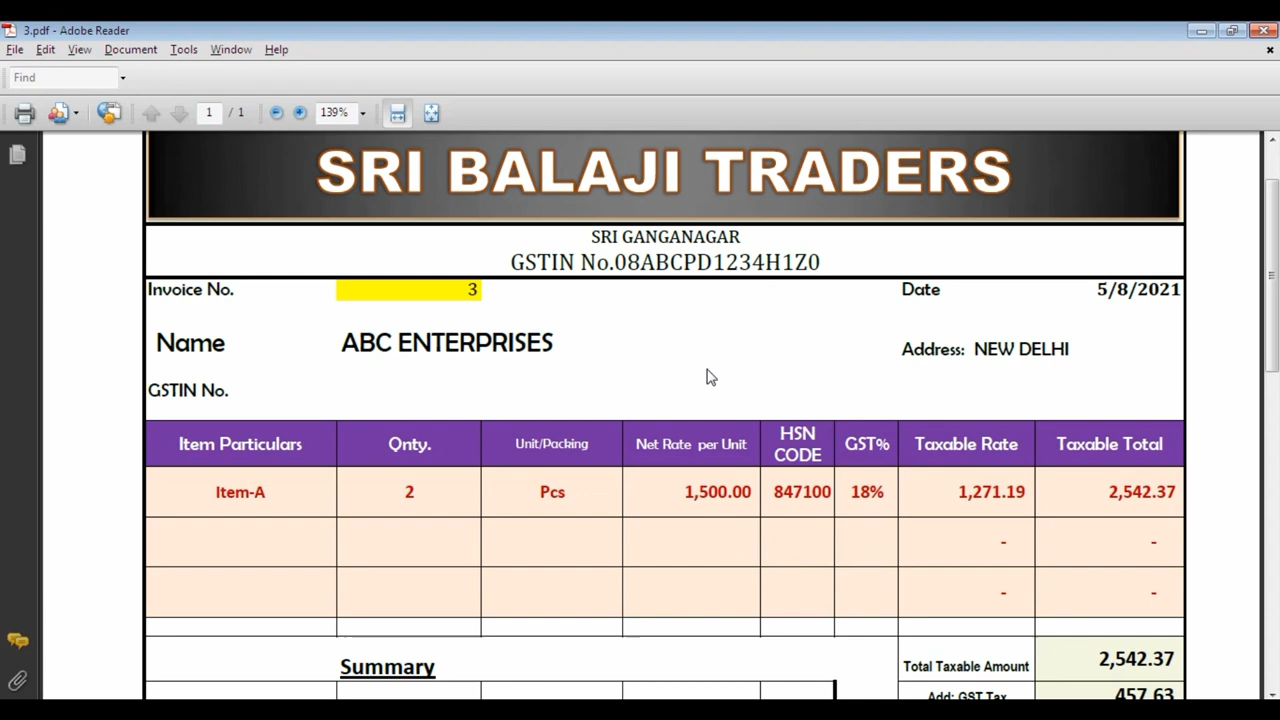 3.pdf - Adobe Reader
File Edit View Document Tools Window Help
Find
1 / 1 139%
SRI BALAJI TRADERS
SRI GANGANAGAR
GSTIN No.08ABCPD1234H1Z0
Invoice No. 3 Date 5/8/2021
Name ABC ENTERPRISES Address: NEW DELHI
GSTIN No.
Item Particulars Qnty. Unit/Packing Net Rate per Unit HSN CODE GST% Taxable Rate Taxable Total
Item-A 2 Pcs 1,500.00 847100 18% 1,271.19 2,542.37
- -
- -
Summary Total Taxable Amount 2,542.37
Add: GST Tax 457.63